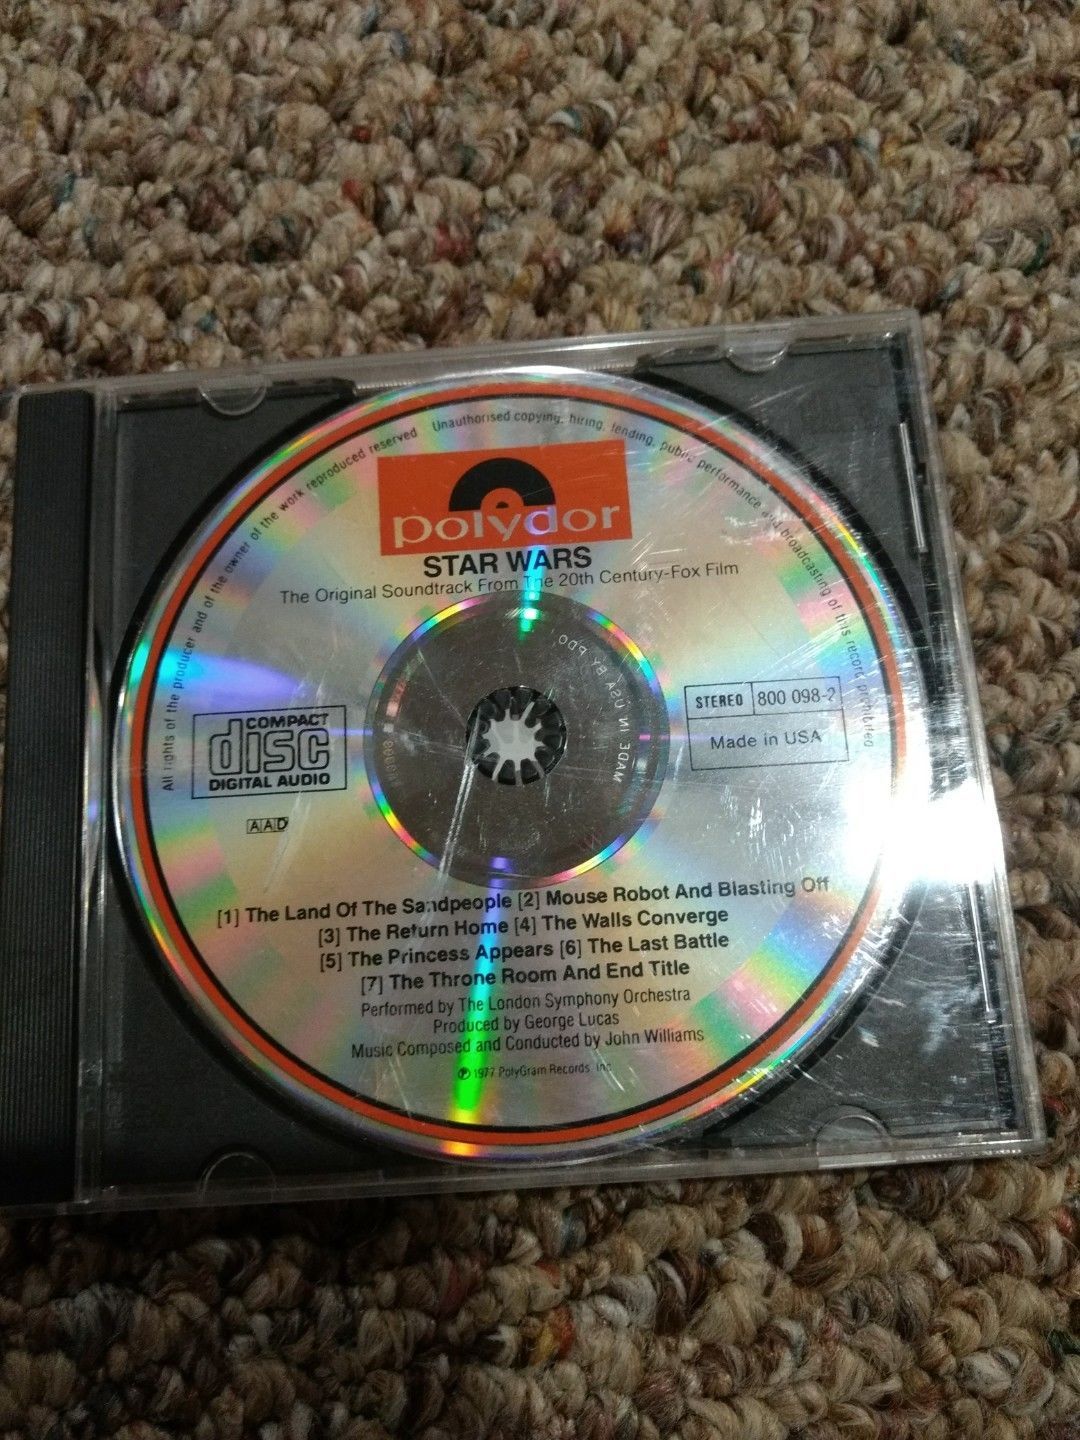 All rights of the producer and of the owner of the work reproduced reserved Unauthorised copying, hiring, lending, public performance and broadcasting of this record prohibited
polydor
STAR WARS
The Original Soundtrack From The 20th Century-Fox Film
STEREO 800 098-2
Made in USA
COMPACT
disc
DIGITAL AUDIO
AAD
MADE IN USA BY PDO,
[1] The Land Of The Sandpeople [2] Mouse Robot And Blasting Off
[3] The Return Home [4] The Walls Converge
[5] The Princess Appears [6] The Last Battle
[7] The Throne Room And End Title
Performed by The London Symphony Orchestra
Produced by George Lucas
Music Composed and Conducted by John Williams
℗ 1977 PolyGram Records, Inc